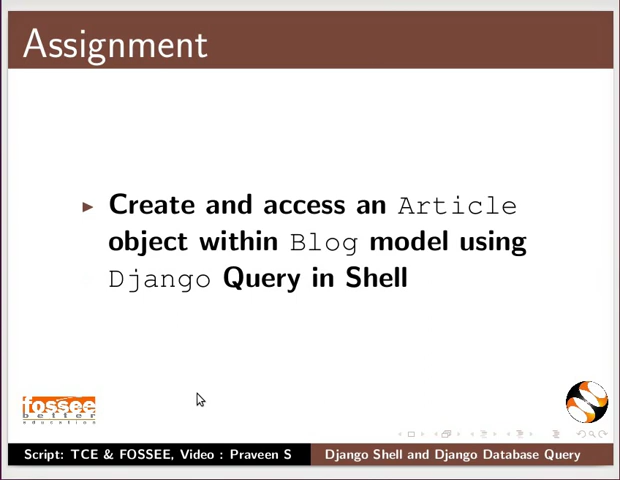 Assignment
Create and access an Article
object within Blog model using
Django Query in Shell
fossee
better
education
Script: TCE & FOSSEE, Video : Praveen S
Django Shell and Django Database Query